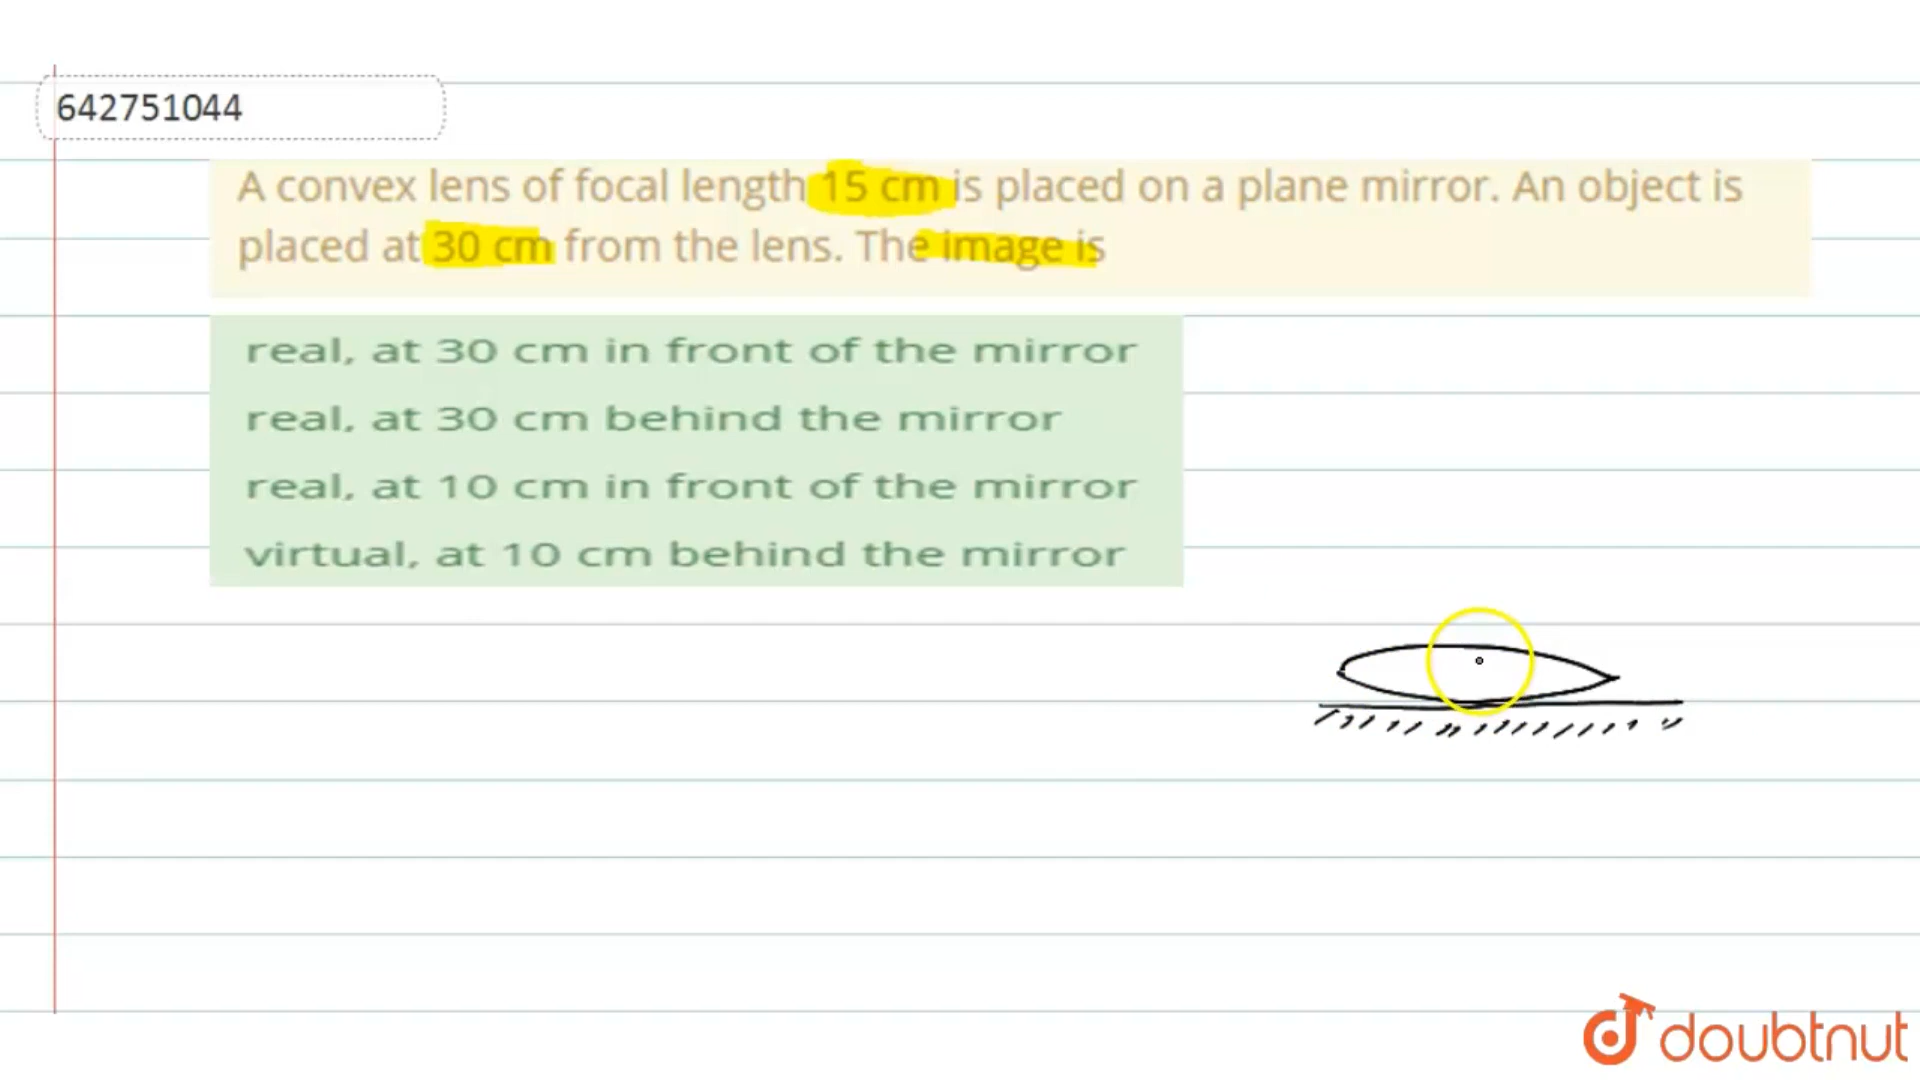 642751044
A convex lens of focal length 15 cm is placed on a plane mirror. An object is
placed at 30 cm from the lens. The image is
real, at 30 cm in front of the mirror
real, at 30 cm behind the mirror
real, at 10 cm in front of the mirror
virtual, at 10 cm behind the mirror
doubtnut